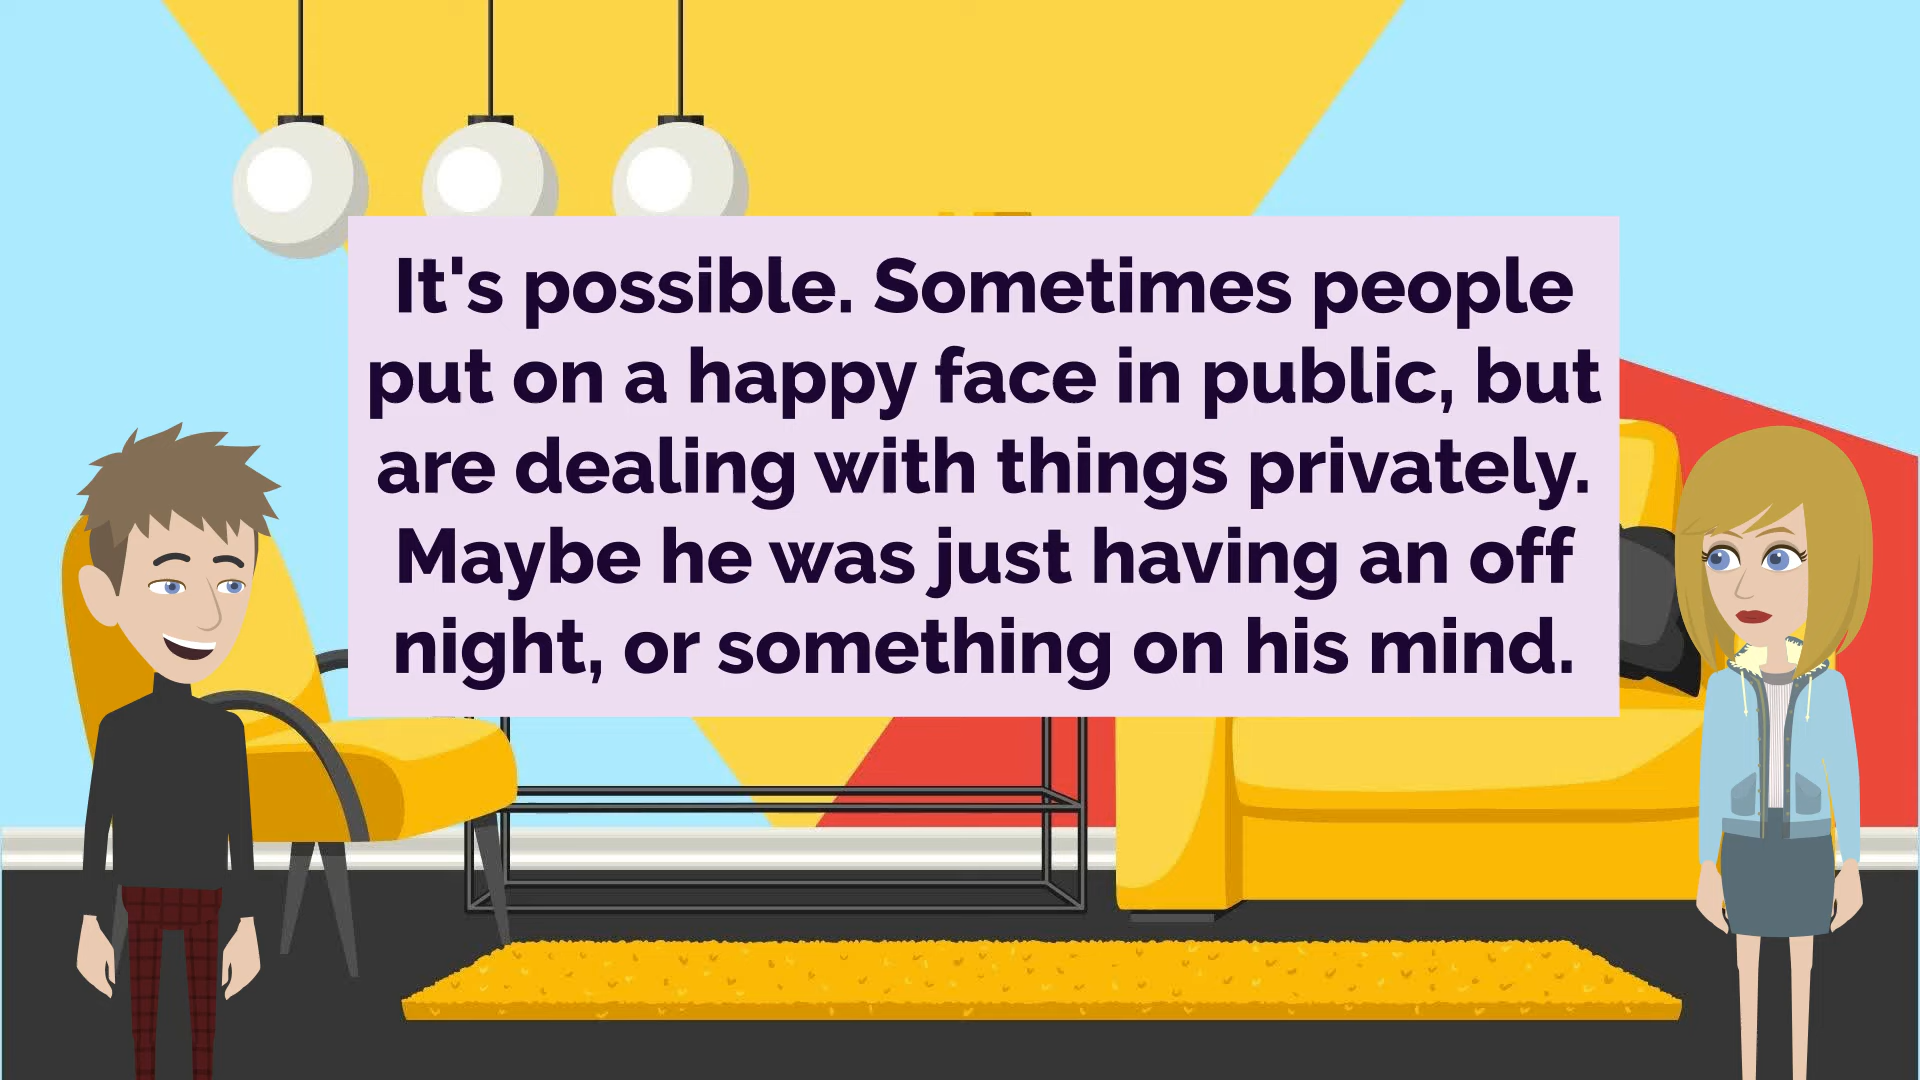 It's possible. Sometimes people
put on a happy face in public, but
are dealing with things privately.
Maybe he was just having an off
night, or something on his mind.